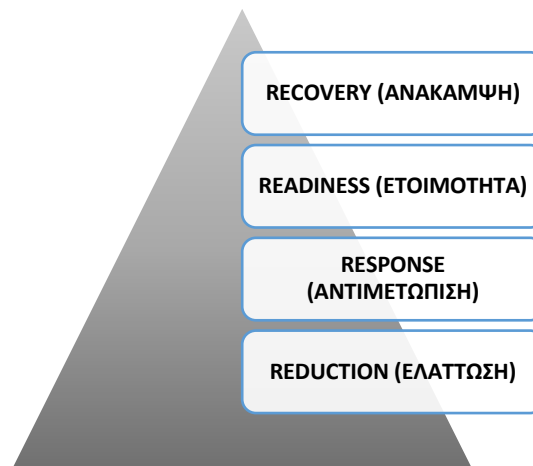 RECOVERY (ΑΝΑΚΑΜΨΗ)
READINESS (ΕΤΟΙΜΟΤΗΤΑ)
RESPONSE
(ΑΝΤΙΜΕΤΩΠΙΣΗ)
REDUCTION (ΕΛΑΤΤΩΣΗ)